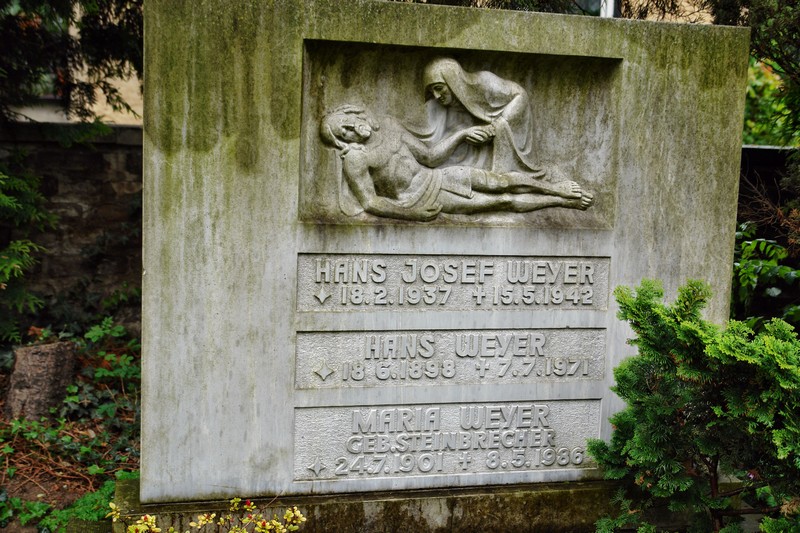 HANS JOSEF WEYER
✧ 18.2.1937 ✝ 15.5.1942
HANS WEYER
✧ 18.6.1898 ✝ 7.7.1971
MARIA WEYER
GEB.STEINBRECHER
✧ 24.7.1901 ✝ 8.5.1986